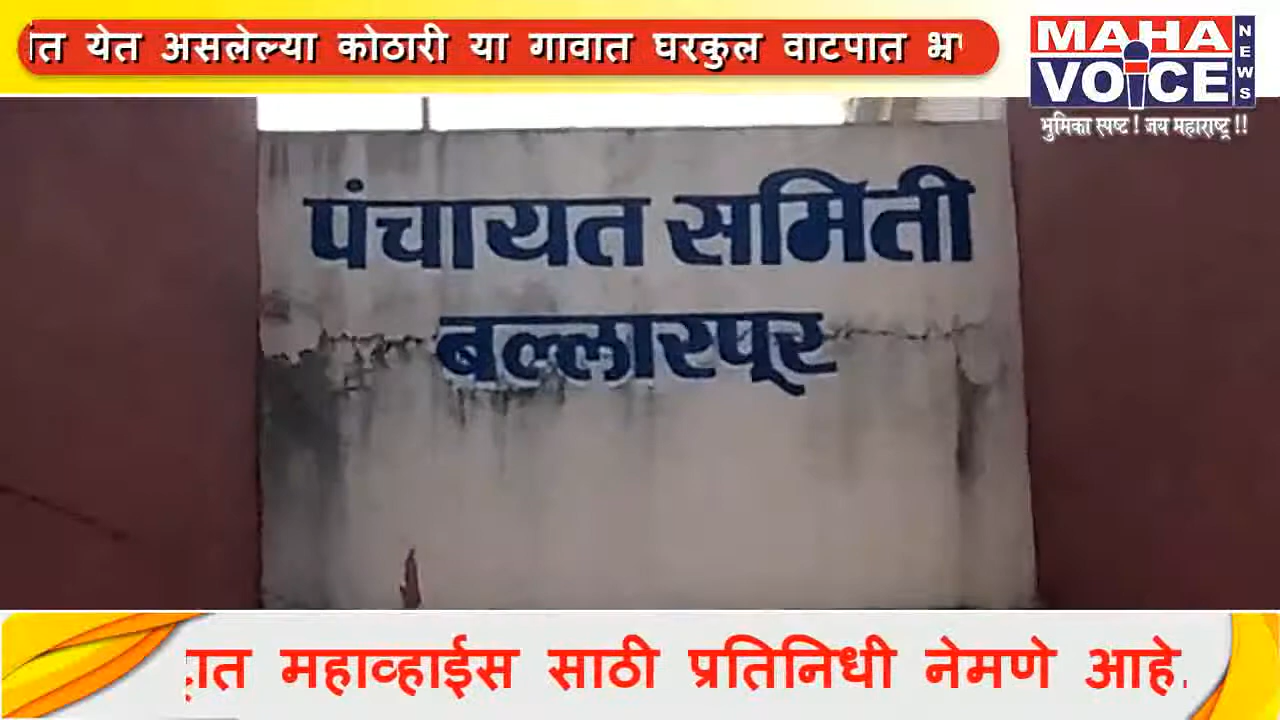 येत असलेल्या कोठारी या गावात घरकुल वाटपात
MAHA
VOICE
NEWS
भुमिका स्पष्ट ! जय महाराष्ट्र !!
पंचायत समिती
बल्लारपूर
महाव्हाईस साठी प्रतिनिधी नेमणे आहे.